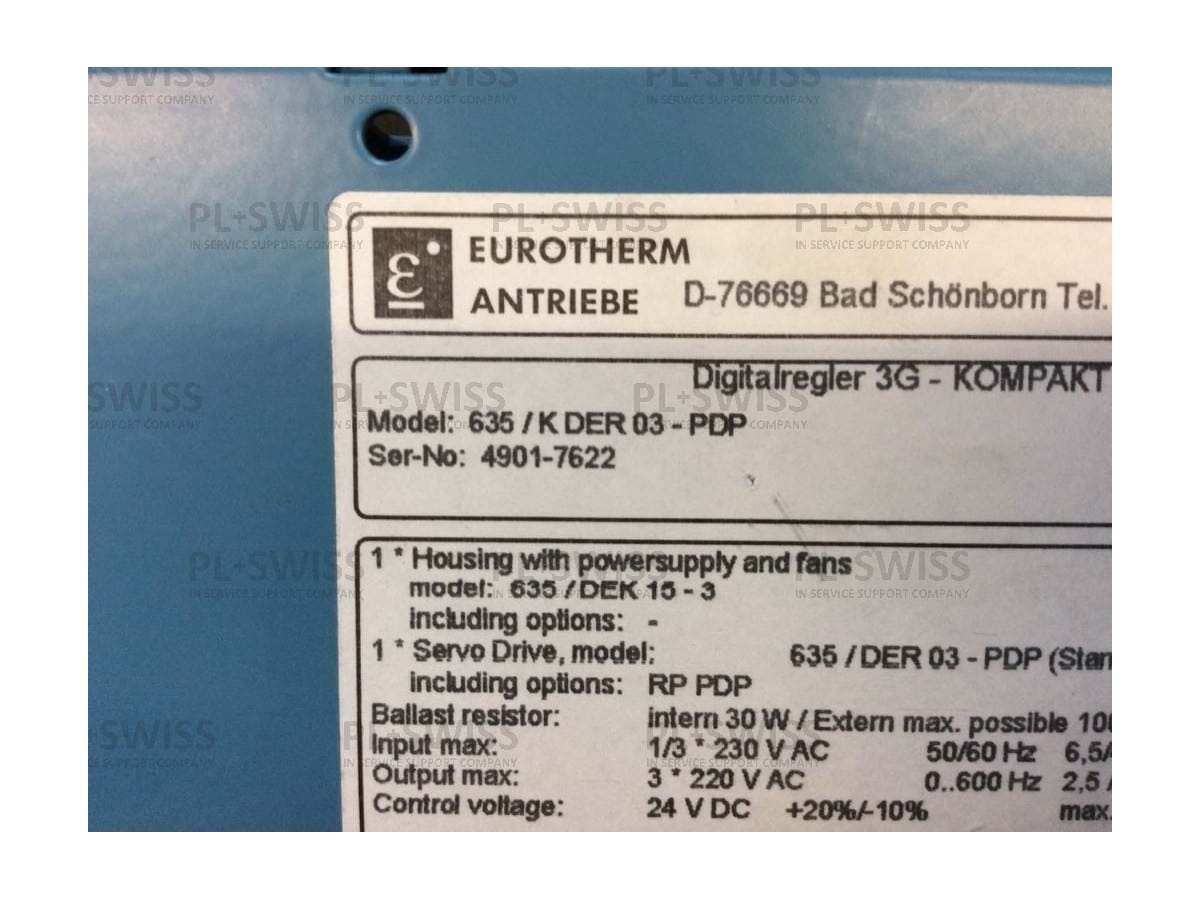 EUROTHERM
ANTRIEBE D-76669 Bad Schönborn Tel.
Digitalregler 3G - KOMPAKT
Model: 635 / K DER 03 - PDP
Ser-No: 4901-7622
1 * Housing with powersupply and fans
model: 635 / DEK 15 - 3
including options: -
1 * Servo Drive, model: 635 / DER 03 - PDP (Stan
including options: RP PDP
Ballast resistor: intern 30 W / Extern max. possible 100
Input max: 1/3 * 230 V AC 50/60 Hz 6,5A
Output max: 3 * 220 V AC 0..600 Hz 2,5 A
Control voltage: 24 V DC +20%/-10% max.
PL+SWISS
IN SERVICE SUPPORT COMPANY